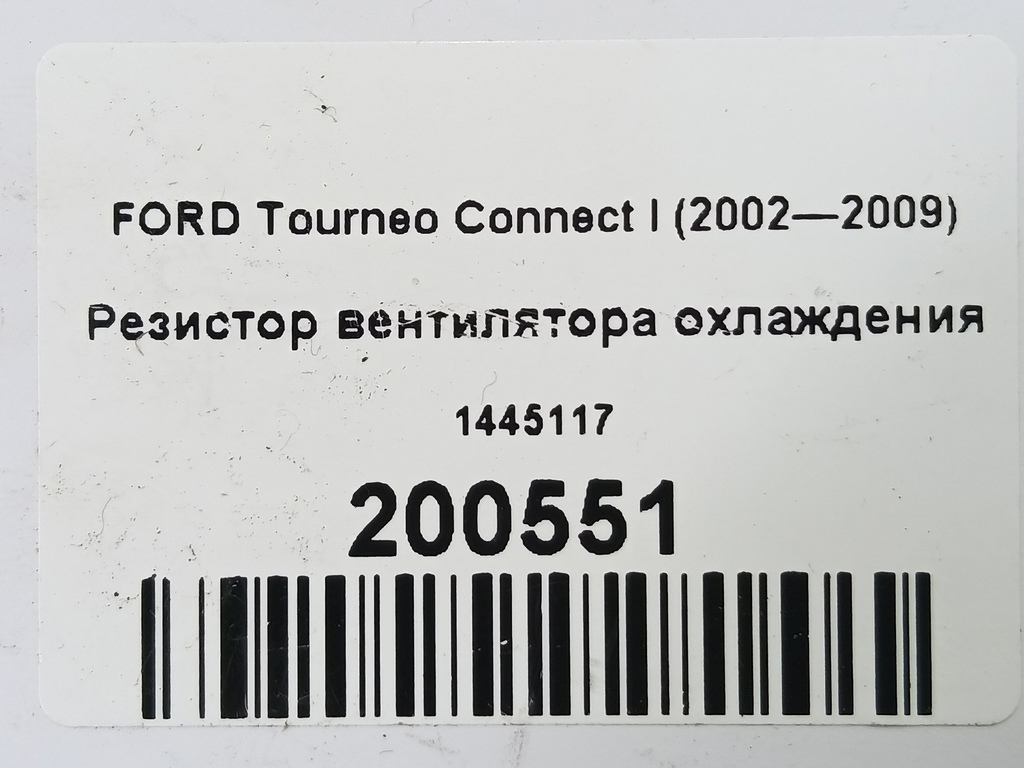 FORD Tourneo Connect I (2002—2009)
Резистор вентилятора охлаждения
1445117
200551